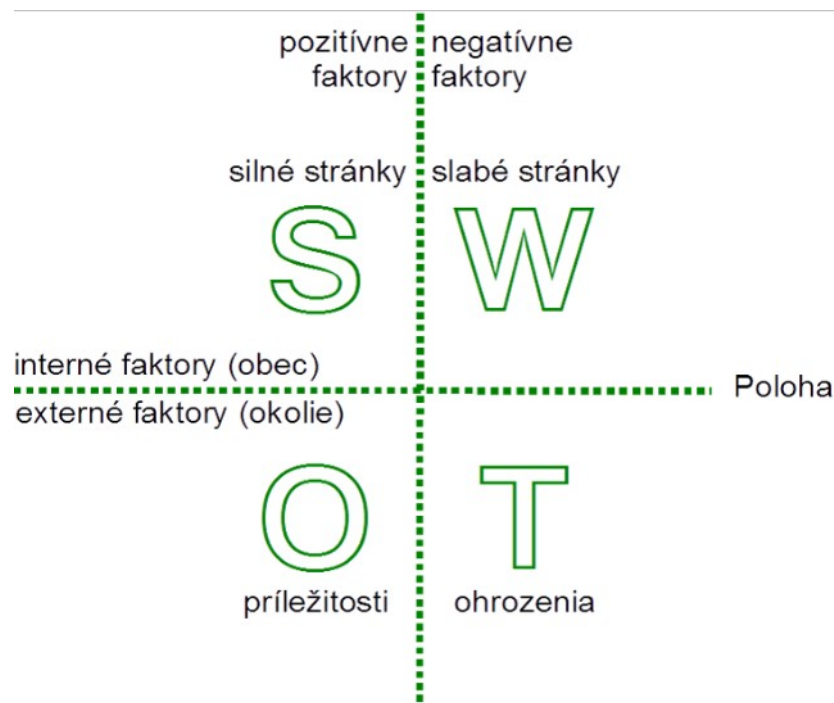 pozitívne negatívne
faktory faktory
silné stránky slabé stránky
S W
interné faktory (obec)
Poloha
externé faktory (okolie)
O T
príležitosti ohrozenia